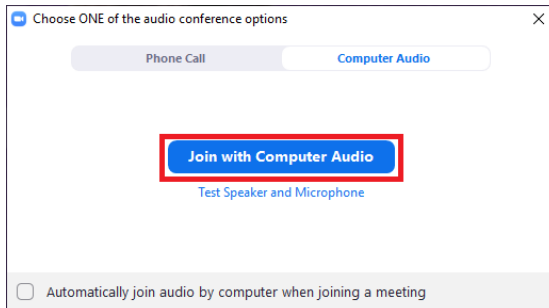 Choose ONE of the audio conference options
Phone Call
Computer Audio
Join with Computer Audio
Test Speaker and Microphone
Automatically join audio by computer when joining a meeting